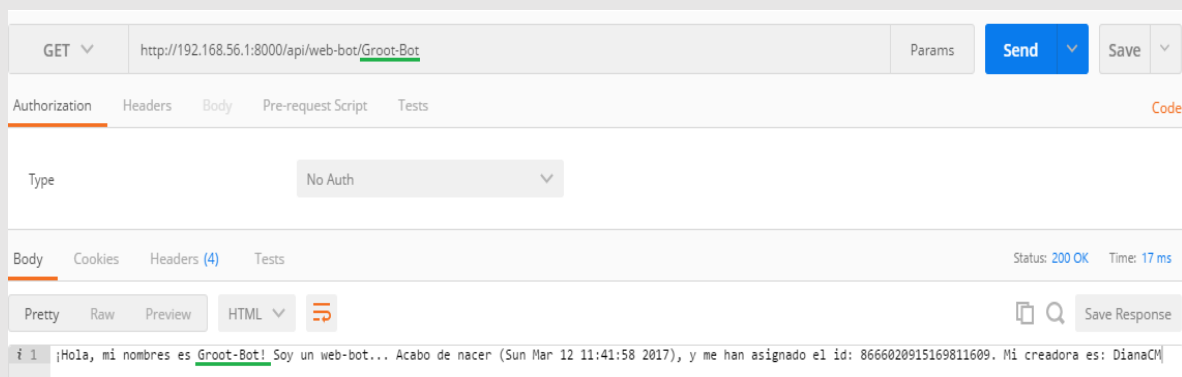 GET http://192.168.56.1:8000/api/web-bot/Groot-Bot Params Send Save
Authorization Headers Body Pre-request Script Tests Code
Type No Auth
Body Cookies Headers (4) Tests Status: 200 OK Time: 17 ms
Pretty Raw Preview HTML Save Response
i 1 ¡Hola, mi nombres es Groot-Bot! Soy un web-bot... Acabo de nacer (Sun Mar 12 11:41:58 2017), y me han asignado el id: 8666020915169811609. Mi creadora es: DianaCM